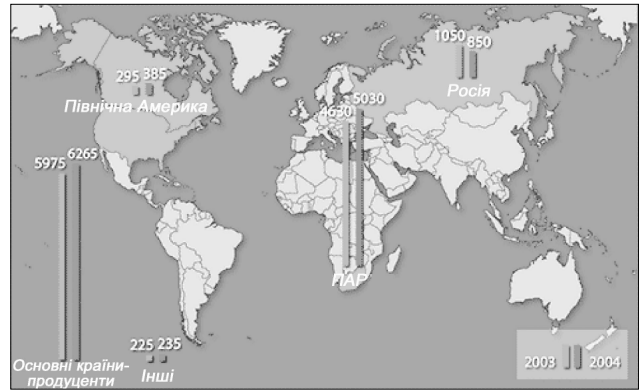 1050 850
Росія
295 385
Північна Америка
4630 5030
ПАР
5975 6265
Основні країни-
продуценти
225 235
Інші
2003 2004